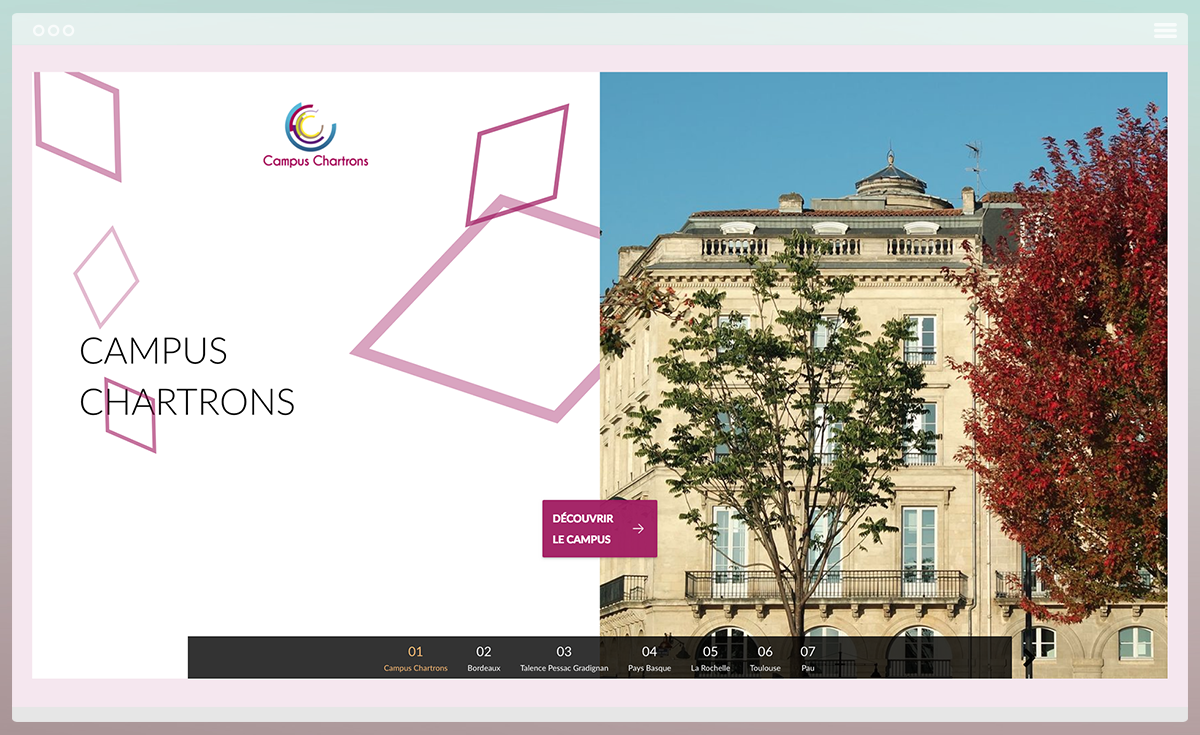 Campus Chartrons
CAMPUS
CHARTRONS
DÉCOUVRIR
LE CAMPUS
01 02 03 04 05 06 07
Campus Chartrons Bordeaux Talence Pessac Gradignan Pays Basque La Rochelle Toulouse Pau